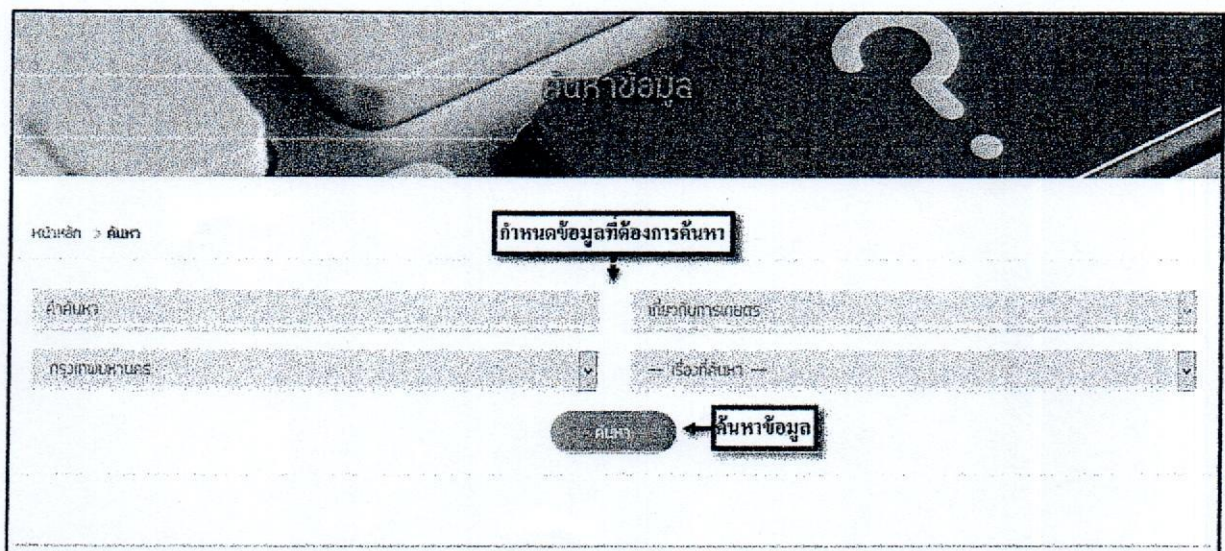 ค้นหาข้อมูล
หน้าหลัก > ค้นหา
กำหนดข้อมูลที่ต้องการค้นหา
คำค้นหา
เกี่ยวกับการเกษตร
กรุงเทพมหานคร
--- เรื่องที่ค้นหา ---
ค้นหา
ค้นหาข้อมูล